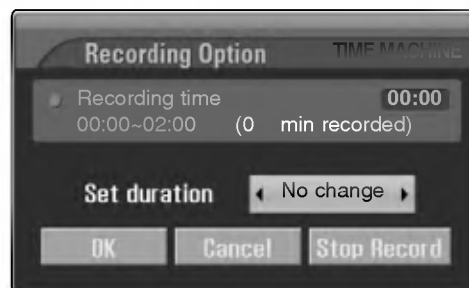 Recording Option TIME MACHINE
Recording time 00:00
00:00~02:00 (0 min recorded)
Set duration No change
OK Cancel Stop Record